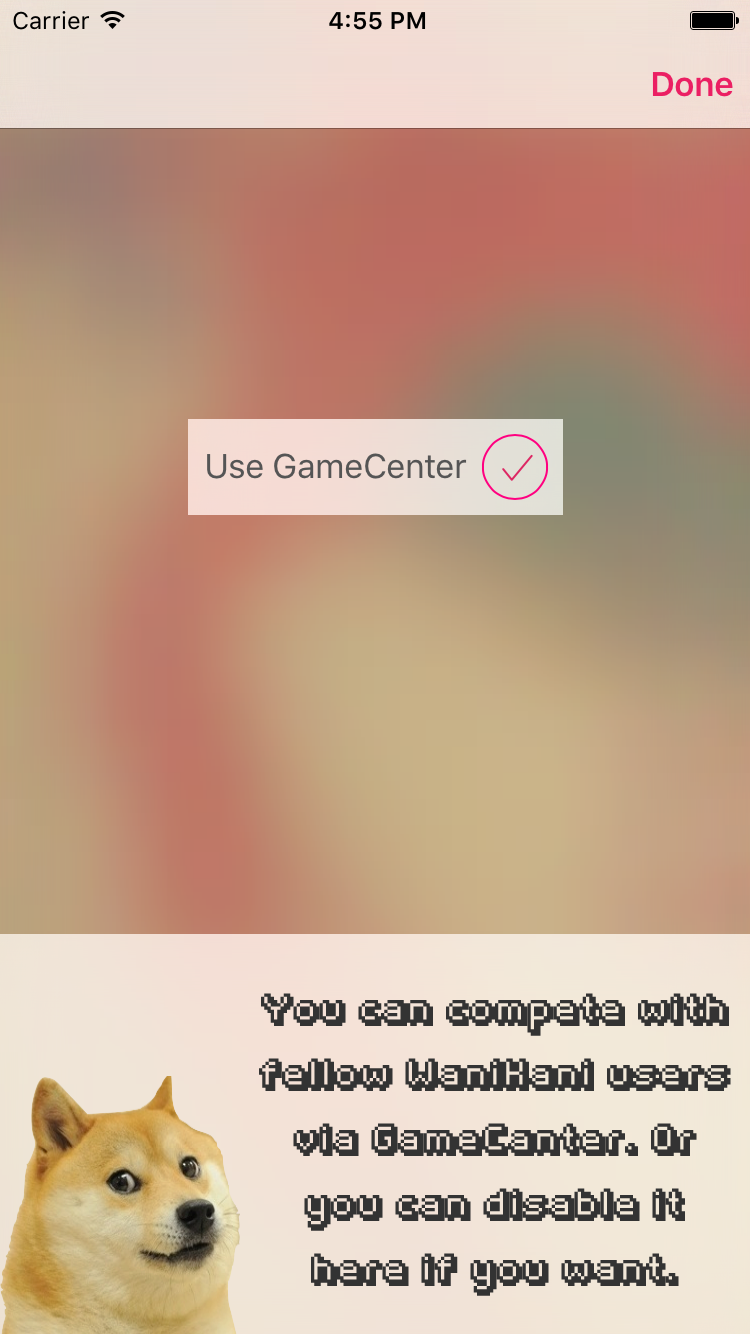 Carrier
4:55 PM
Done
Use GameCenter
You can compete with
fellow WaniKani users
via GameCenter. Or
you can disable it
here if you want.